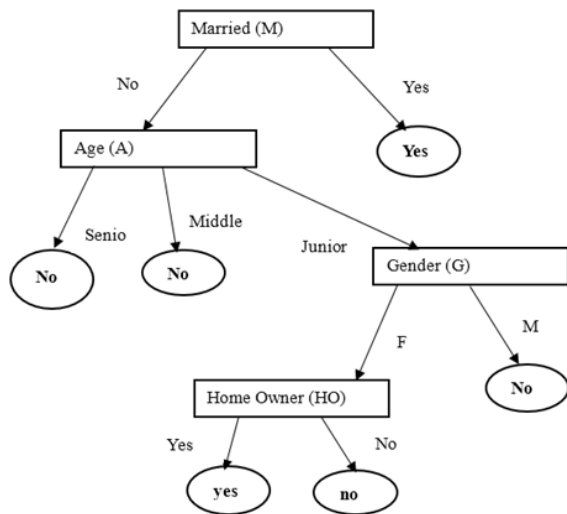 Married (M)
No
Yes
Age (A)
Yes
Senio
Middle
Junior
No
No
Gender (G)
F
M
Home Owner (HO)
No
Yes
No
yes
no